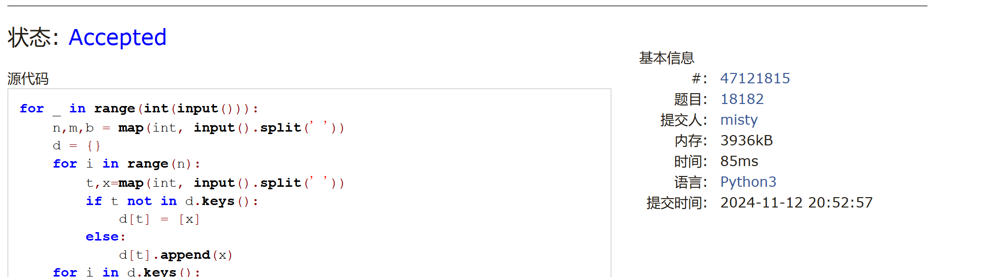 状态: Accepted
源代码
for _ in range(int(input())):
    n,m,b = map(int, input().split(' '))
    d = {}
    for i in range(n):
        t,x=map(int, input().split(' '))
        if t not in d.keys():
            d[t] = [x]
        else:
            d[t].append(x)
    for i in d.keys():
基本信息
#: 47121815
题目: 18182
提交人: misty
内存: 3936kB
时间: 85ms
语言: Python3
提交时间: 2024-11-12 20:52:57